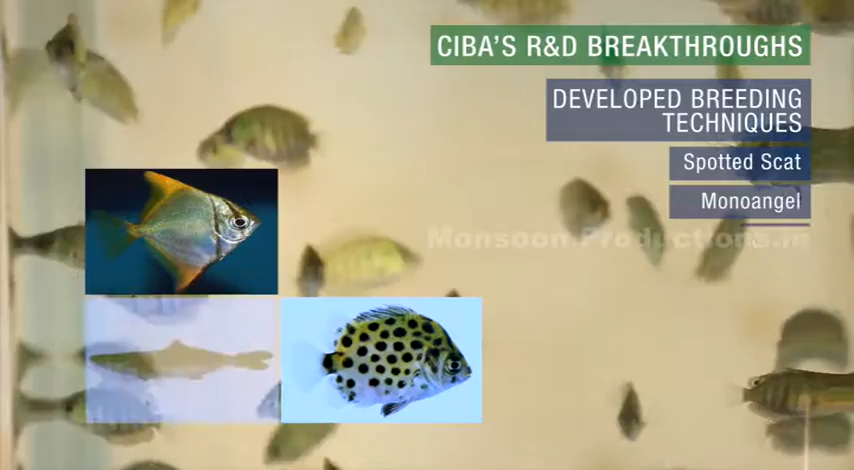 CIBA'S R&D BREAKTHROUGHS
DEVELOPED BREEDING
TECHNIQUES
Spotted Scat
Monoangel
Monsoon Productions.in